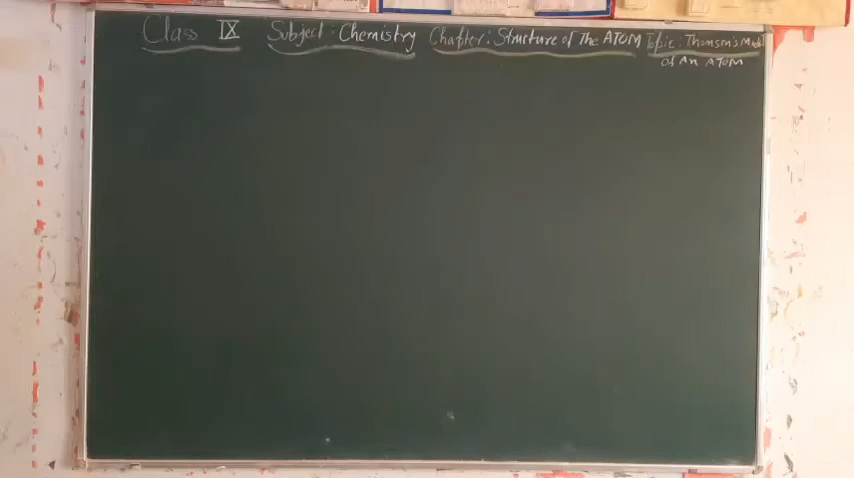 Class IX Subject : Chemistry Chapter : Structure of The ATOM Topic : Thomson's Model
of An ATOM